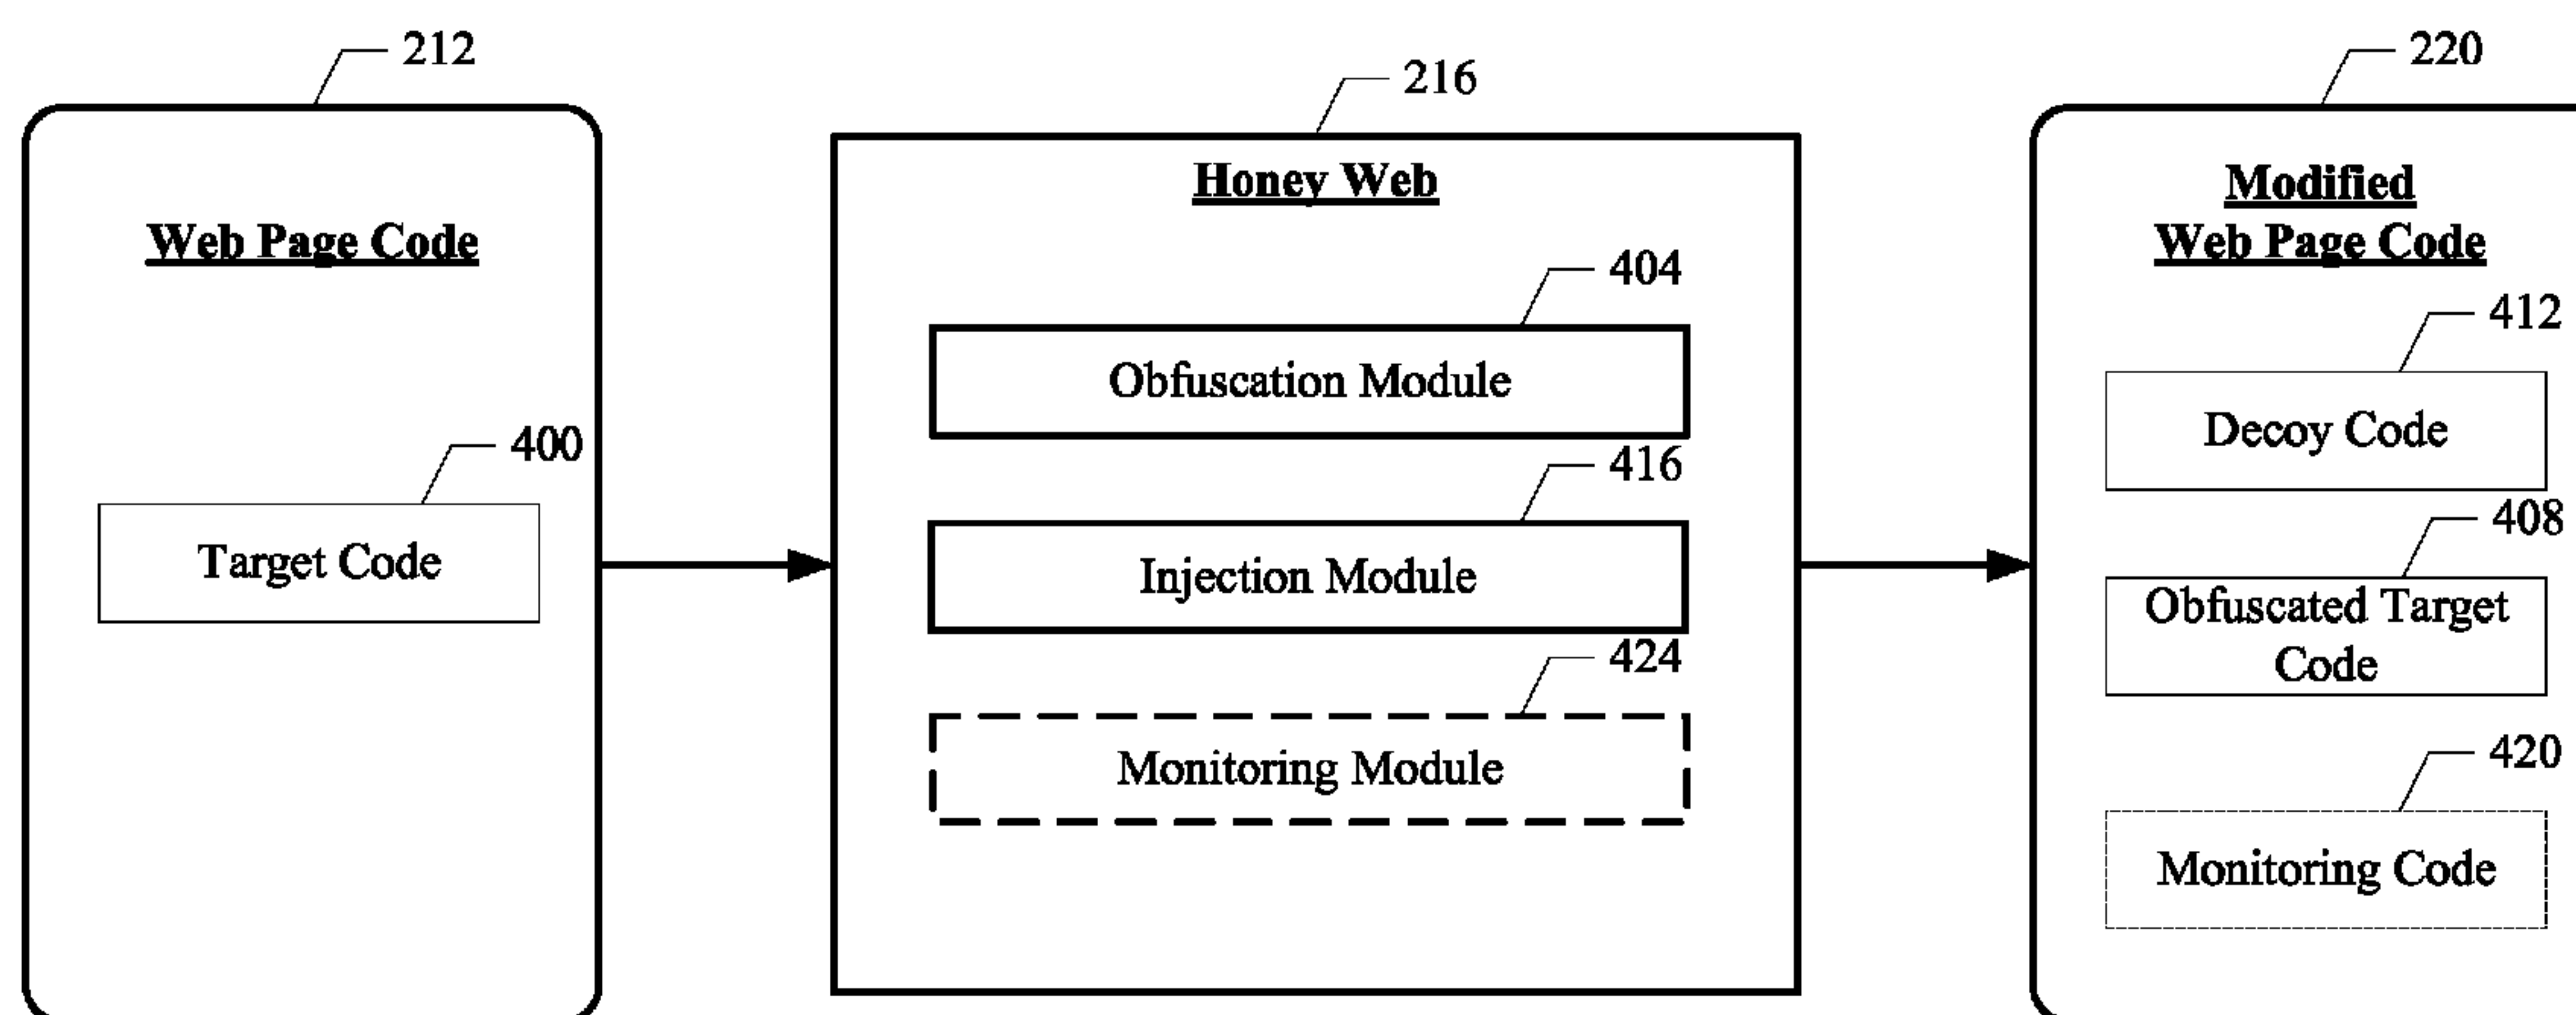 212
Web Page Code
400
Target Code
216
Honey Web
404
Obfuscation Module
416
Injection Module
424
Monitoring Module
220
Modified
Web Page Code
412
Decoy Code
408
Obfuscated Target
Code
420
Monitoring Code